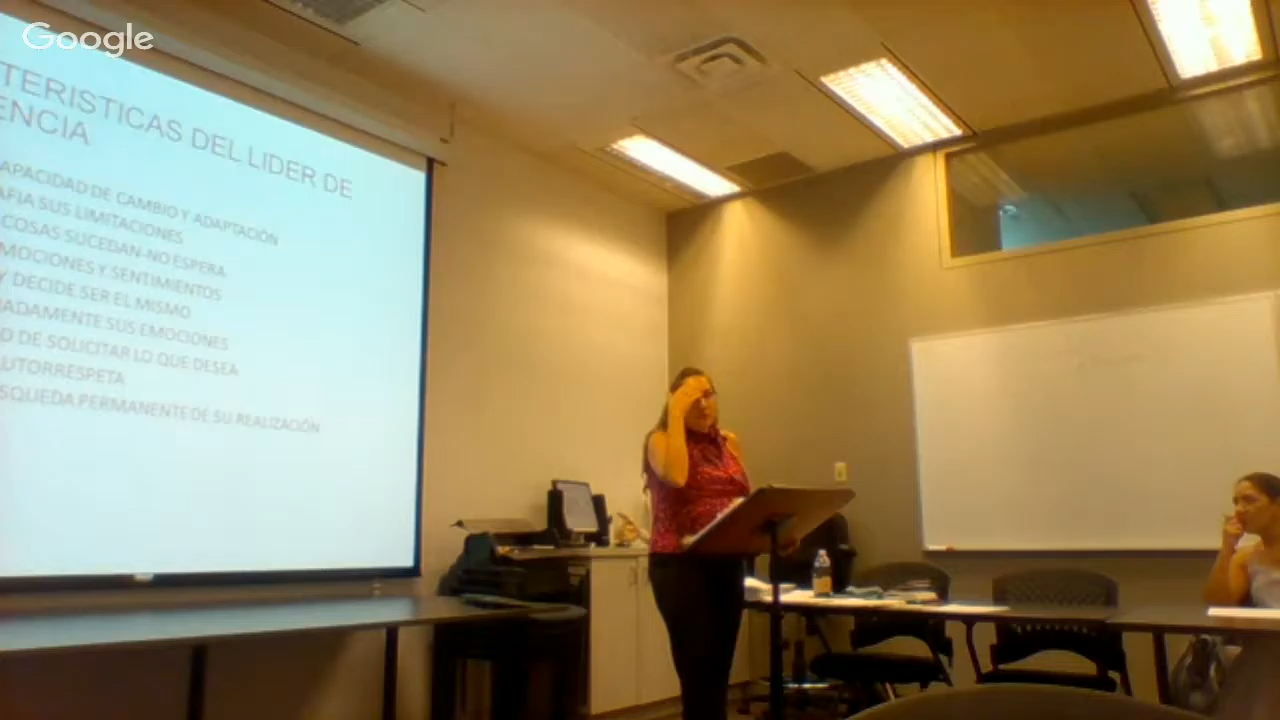 Google
TERISTICAS DEL LIDER DE
ENCIA
APACIDAD DE CAMBIO Y ADAPTACIÓN
AFIA SUS LIMITACIONES
COSAS SUCEDAN-NO ESPERA
MOCIONES Y SENTIMIENTOS
Y DECIDE SER EL MISMO
ADAMENTE SUS EMOCIONES
D DE SOLICITAR LO QUE DESEA
UTORRESPETA
SQUEDA PERMANENTE DE SU REALIZACIÓN